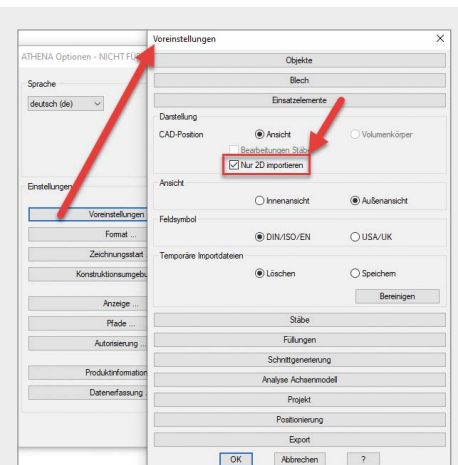 ATHENA Optionen - NICHT FÜ
Sprache
deutsch (de)
Einstellungen
Voreinstellungen
Format ...
Zeichnungsstart
Konstruktionsumgebu
Anzeige ...
Pfade ...
Autorisierung ...
Produktinformation
Datenerfassung
Voreinstellungen
Objekte
Blech
Einsatzelemente
Darstellung
CAD-Position Ansicht Volumenkörper
Bearbeitungen Stäbe
Nur 2D importieren
Ansicht
Innenansicht Außenansicht
Feldsymbol
DIN/ISO/EN USA/UK
Temporäre Importdateien
Löschen Speichern
Bereinigen
Stäbe
Füllungen
Schnittgenerierung
Analyse Achsenmodell
Projekt
Positionierung
Export
OK Abbrechen ?